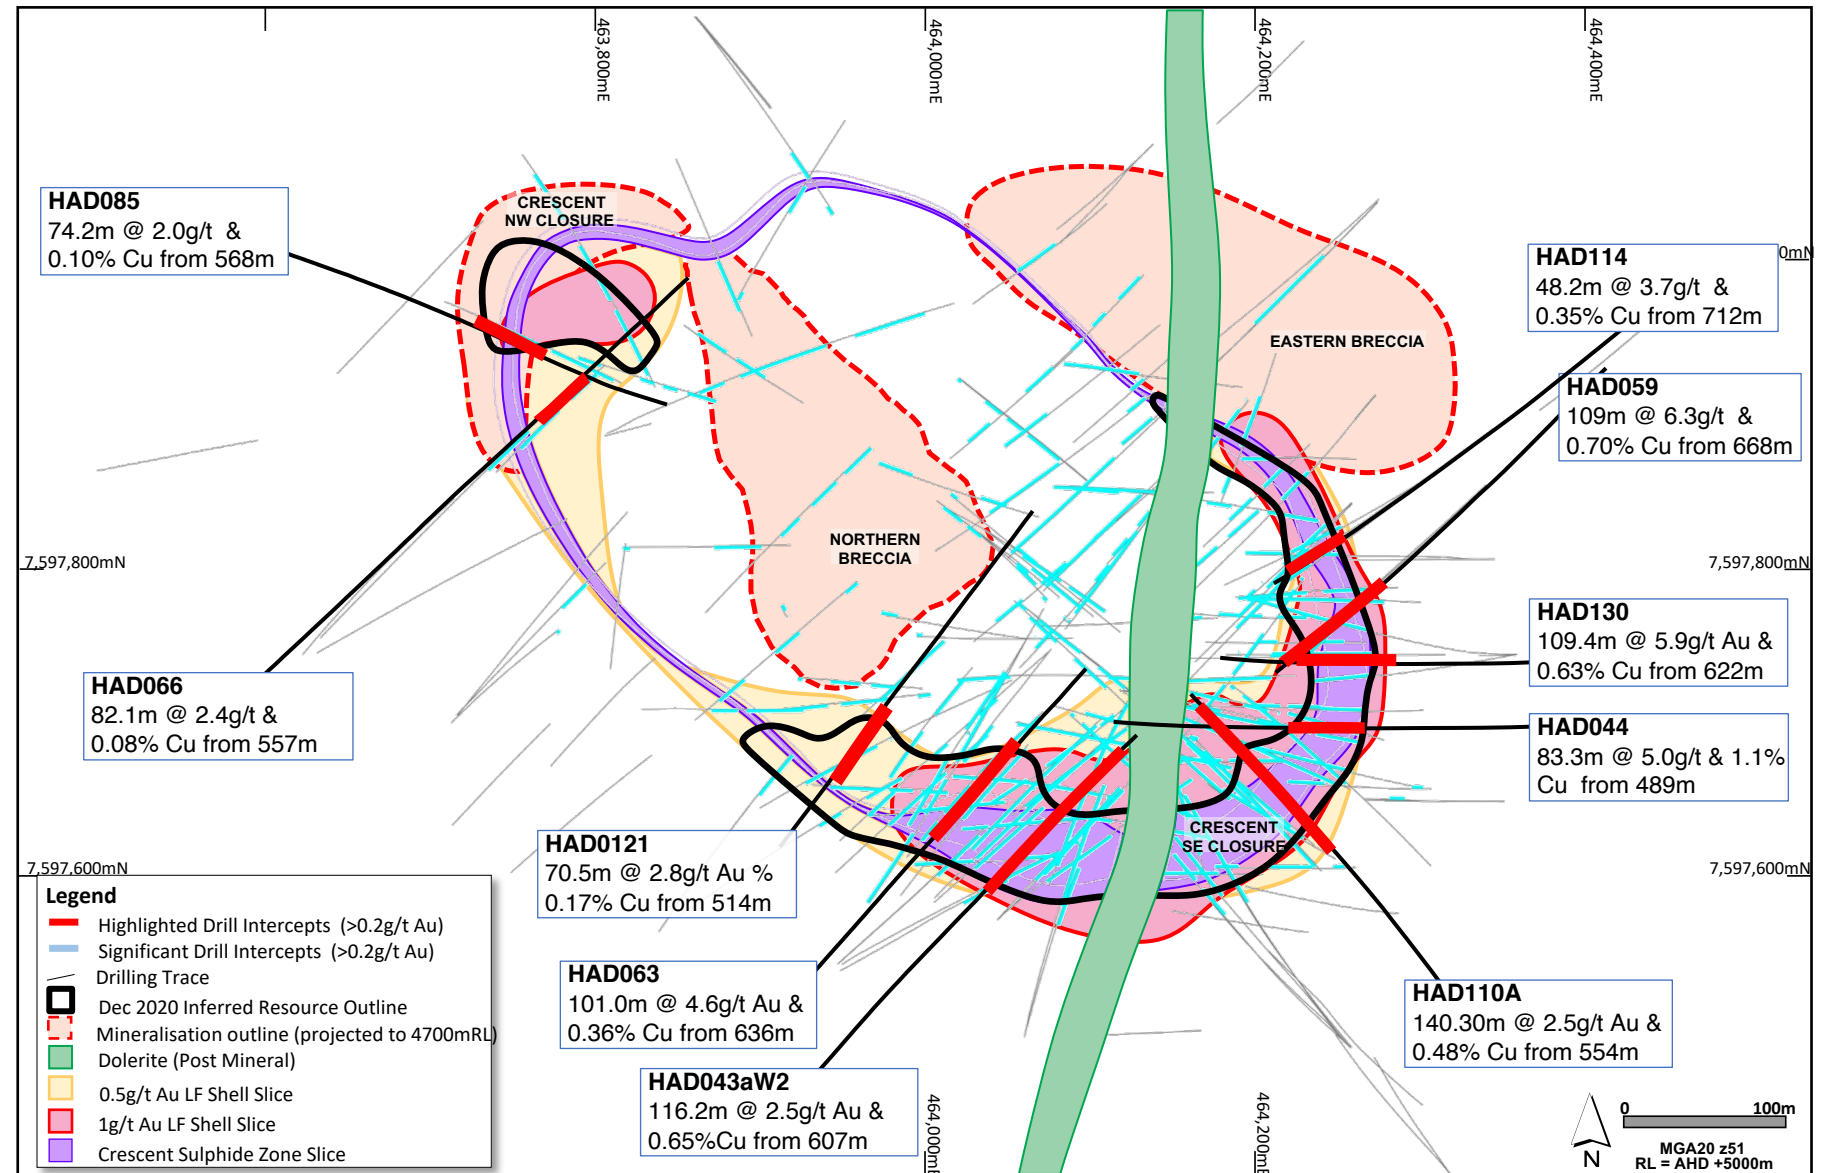 463,800mE
464,000mE
464,200mE
464,400mE
HAD085
74.2m @ 2.0g/t &
0.10% Cu from 568m
CRESCENT
NW CLOSURE
0mN
HAD114
48.2m @ 3.7g/t &
0.35% Cu from 712m
EASTERN BRECCIA
HAD059
109m @ 6.3g/t &
0.70% Cu from 668m
NORTHERN
BRECCIA
7,597,800mN
7,597,800mN
HAD130
109.4m @ 5.9g/t Au &
0.63% Cu from 622m
HAD066
82.1m @ 2.4g/t &
0.08% Cu from 557m
HAD044
83.3m @ 5.0g/t & 1.1%
Cu from 489m
CRESCENT
SE CLOSURE
HAD0121
70.5m @ 2.8g/t Au %
0.17% Cu from 514m
7,597,600mN
7,597,600mN
HAD063
101.0m @ 4.6g/t Au &
0.36% Cu from 636m
HAD110A
140.30m @ 2.5g/t Au &
0.48% Cu from 554m
HAD043aW2
116.2m @ 2.5g/t Au &
0.65%Cu from 607m
Legend
Highlighted Drill Intercepts (>0.2g/t Au)
Significant Drill Intercepts (>0.2g/t Au)
Drilling Trace
Dec 2020 Inferred Resource Outline
Mineralisation outline (projected to 4700mRL)
Dolerite (Post Mineral)
0.5g/t Au LF Shell Slice
1g/t Au LF Shell Slice
Crescent Sulphide Zone Slice
464,000mE
464,200mE
N
0 100m
MGA20 z51
RL = AHD +5000m